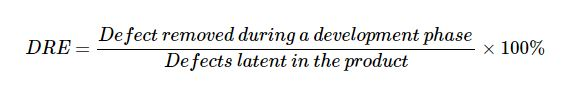 DRE = Defect removed during a development phase / Defects latent in the product × 100%